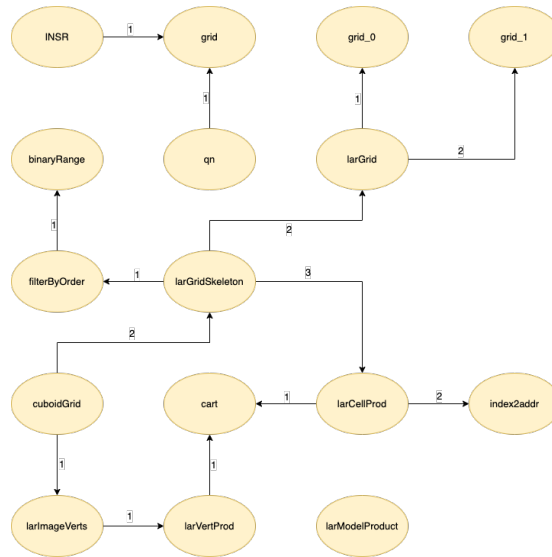 INSR
1
grid
grid_0
grid_1
1
1
binaryRange
qn
larGrid
2
1
2
filterByOrder
1
larGridSkeleton
3
2
cuboidGrid
cart
1
larCellProd
2
index2addr
1
1
larImageVerts
1
larVertProd
larModelProduct